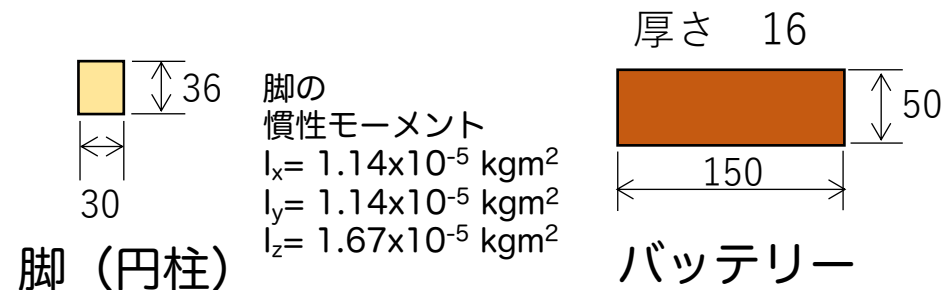 36
30
脚（円柱）
脚の
慣性モーメント
Ix= 1.14x10-5 kgm2
Iy= 1.14x10-5 kgm2
Iz= 1.67x10-5 kgm2
厚さ　16
50
150
バッテリー